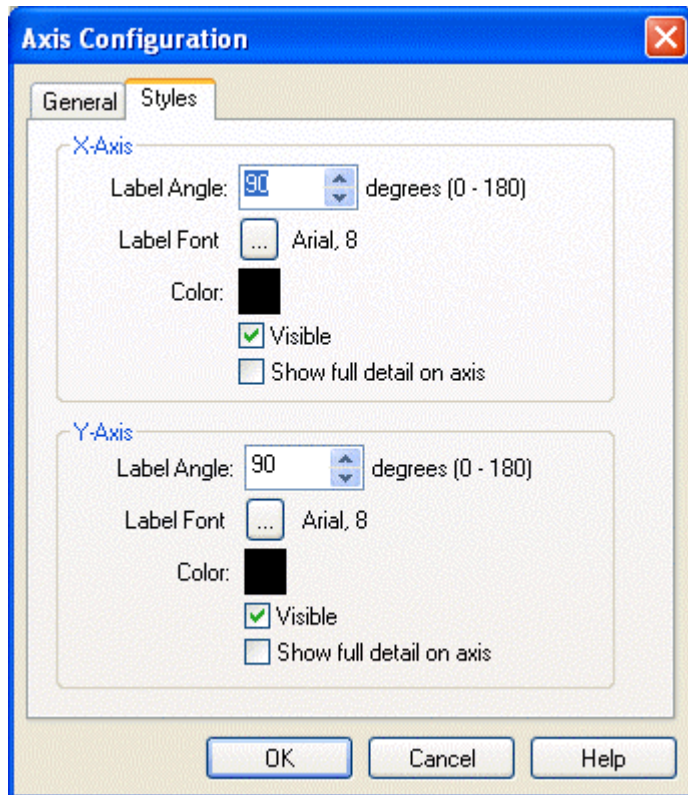 Axis Configuration
General Styles
X-Axis
Label Angle: 90 degrees (0 - 180)
Label Font ... Arial, 8
Color:
Visible
Show full detail on axis
Y-Axis
Label Angle: 90 degrees (0 - 180)
Label Font ... Arial, 8
Color:
Visible
Show full detail on axis
OK Cancel Help